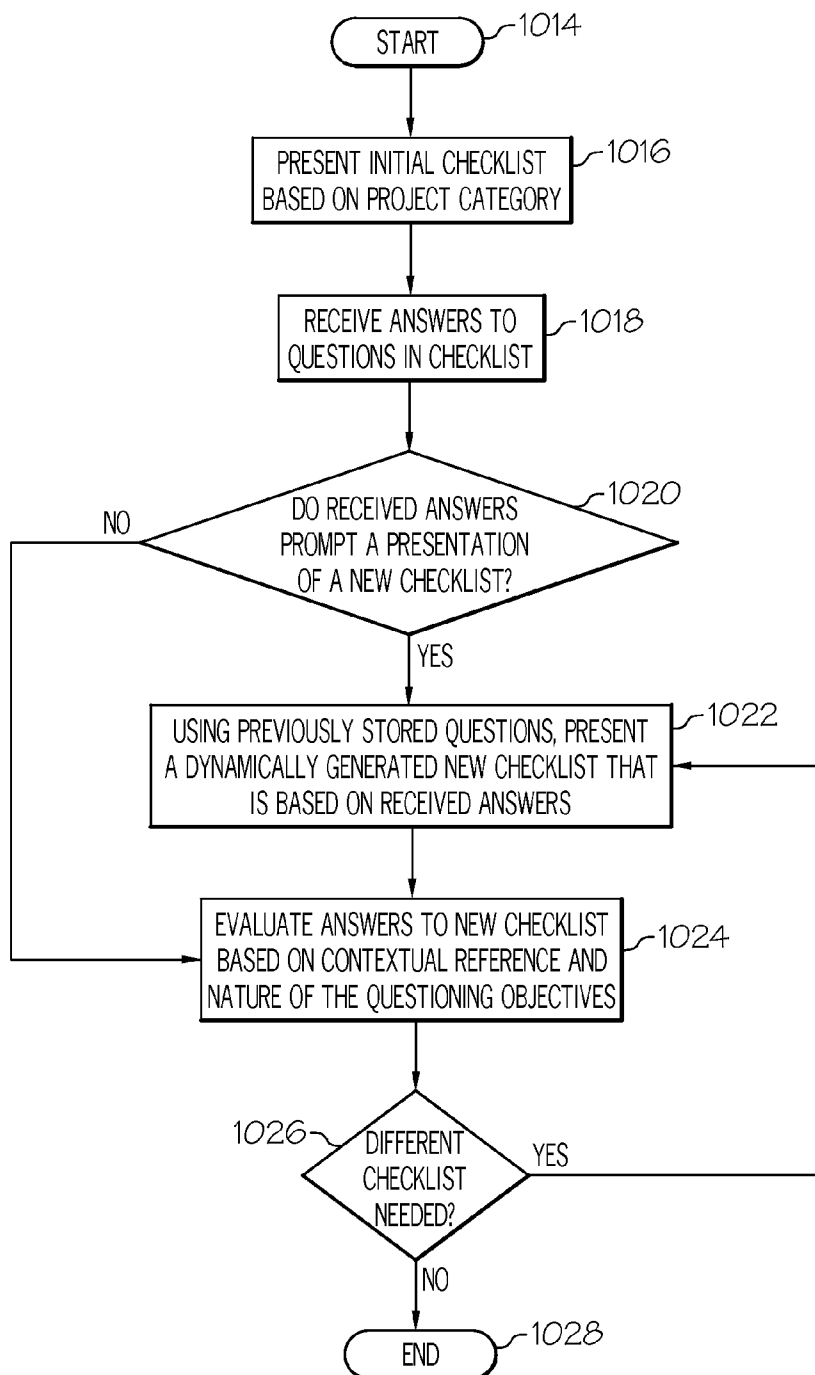 START
1014
PRESENT INITIAL CHECKLIST
BASED ON PROJECT CATEGORY
1016
RECEIVE ANSWERS TO
QUESTIONS IN CHECKLIST
1018
DO RECEIVED ANSWERS
PROMPT A PRESENTATION
OF A NEW CHECKLIST?
1020
NO
YES
USING PREVIOUSLY STORED QUESTIONS, PRESENT
A DYNAMICALLY GENERATED NEW CHECKLIST THAT
IS BASED ON RECEIVED ANSWERS
1022
EVALUATE ANSWERS TO NEW CHECKLIST
BASED ON CONTEXTUAL REFERENCE AND
NATURE OF THE QUESTIONING OBJECTIVES
1024
1026
DIFFERENT
CHECKLIST
NEEDED?
YES
NO
END
1028